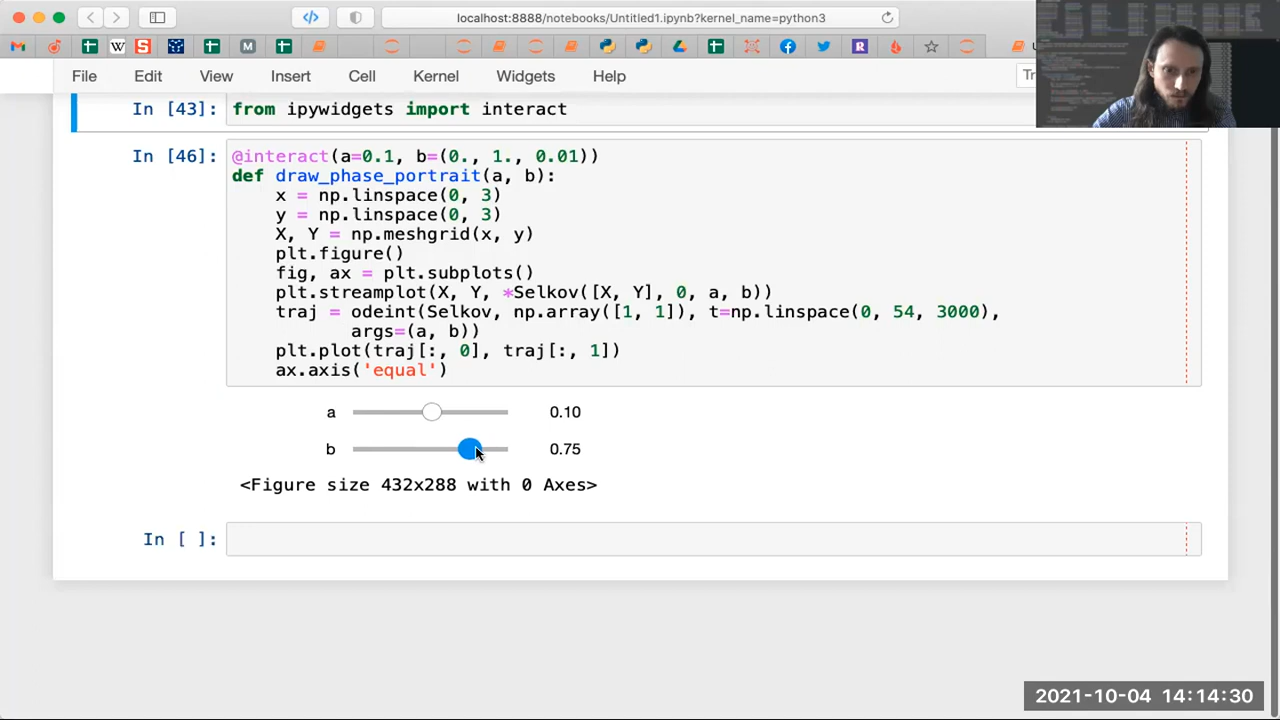 localhost:8888/notebooks/Untitled1.ipynb?kernel_name=python3
File Edit View Insert Cell Kernel Widgets Help
In [43]: from ipywidgets import interact
In [46]: @interact(a=0.1, b=(0., 1., 0.01))
def draw_phase_portrait(a, b):
    x = np.linspace(0, 3)
    y = np.linspace(0, 3)
    X, Y = np.meshgrid(x, y)
    plt.figure()
    fig, ax = plt.subplots()
    plt.streamplot(X, Y, *Selkov([X, Y], 0, a, b))
    traj = odeint(Selkov, np.array([1, 1]), t=np.linspace(0, 54, 3000),
           args=(a, b))
    plt.plot(traj[:, 0], traj[:, 1])
    ax.axis('equal')
a 0.10
b 0.75
<Figure size 432x288 with 0 Axes>
In [ ]:
2021-10-04 14:14:30